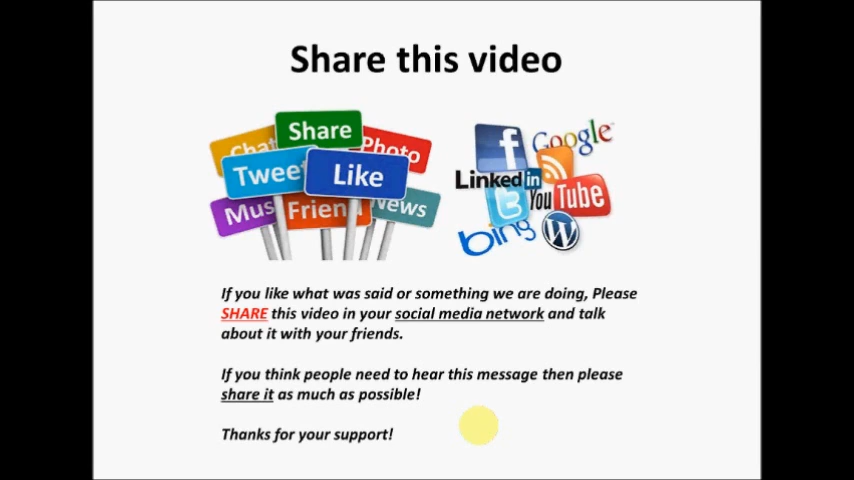 Share this video
Share
Chat
Photo
Tweet
Like
Friend
News
f
Google
Linked in
You Tube
t
bing
W
If you like what was said or something we are doing, Please
SHARE this video in your social media network and talk
about it with your friends.
If you think people need to hear this message then please
share it as much as possible!
Thanks for your support!